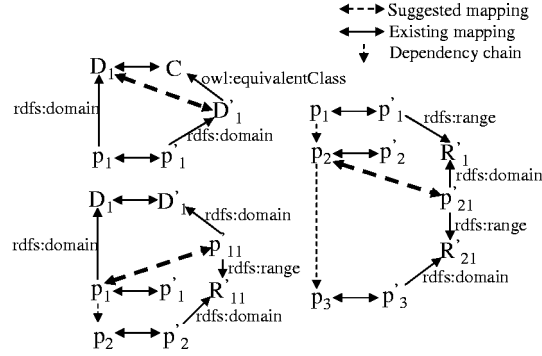 Suggested mapping
Existing mapping
Dependency chain
D₁ C
owl:equivalentClass
D'₁
rdfs:domain
rdfs:domain
p₁ p'₁
p₁ p'₁
rdfs:range
p₂ p'₂ R'₁
rdfs:domain
p'₂₁
rdfs:range
R'₂₁
rdfs:domain
p₃ p'₃
D₁ D'₁
rdfs:domain
rdfs:domain
p'₁₁
rdfs:range
p₁ p'₁ R'₁₁
rdfs:domain
p₂ p'₂